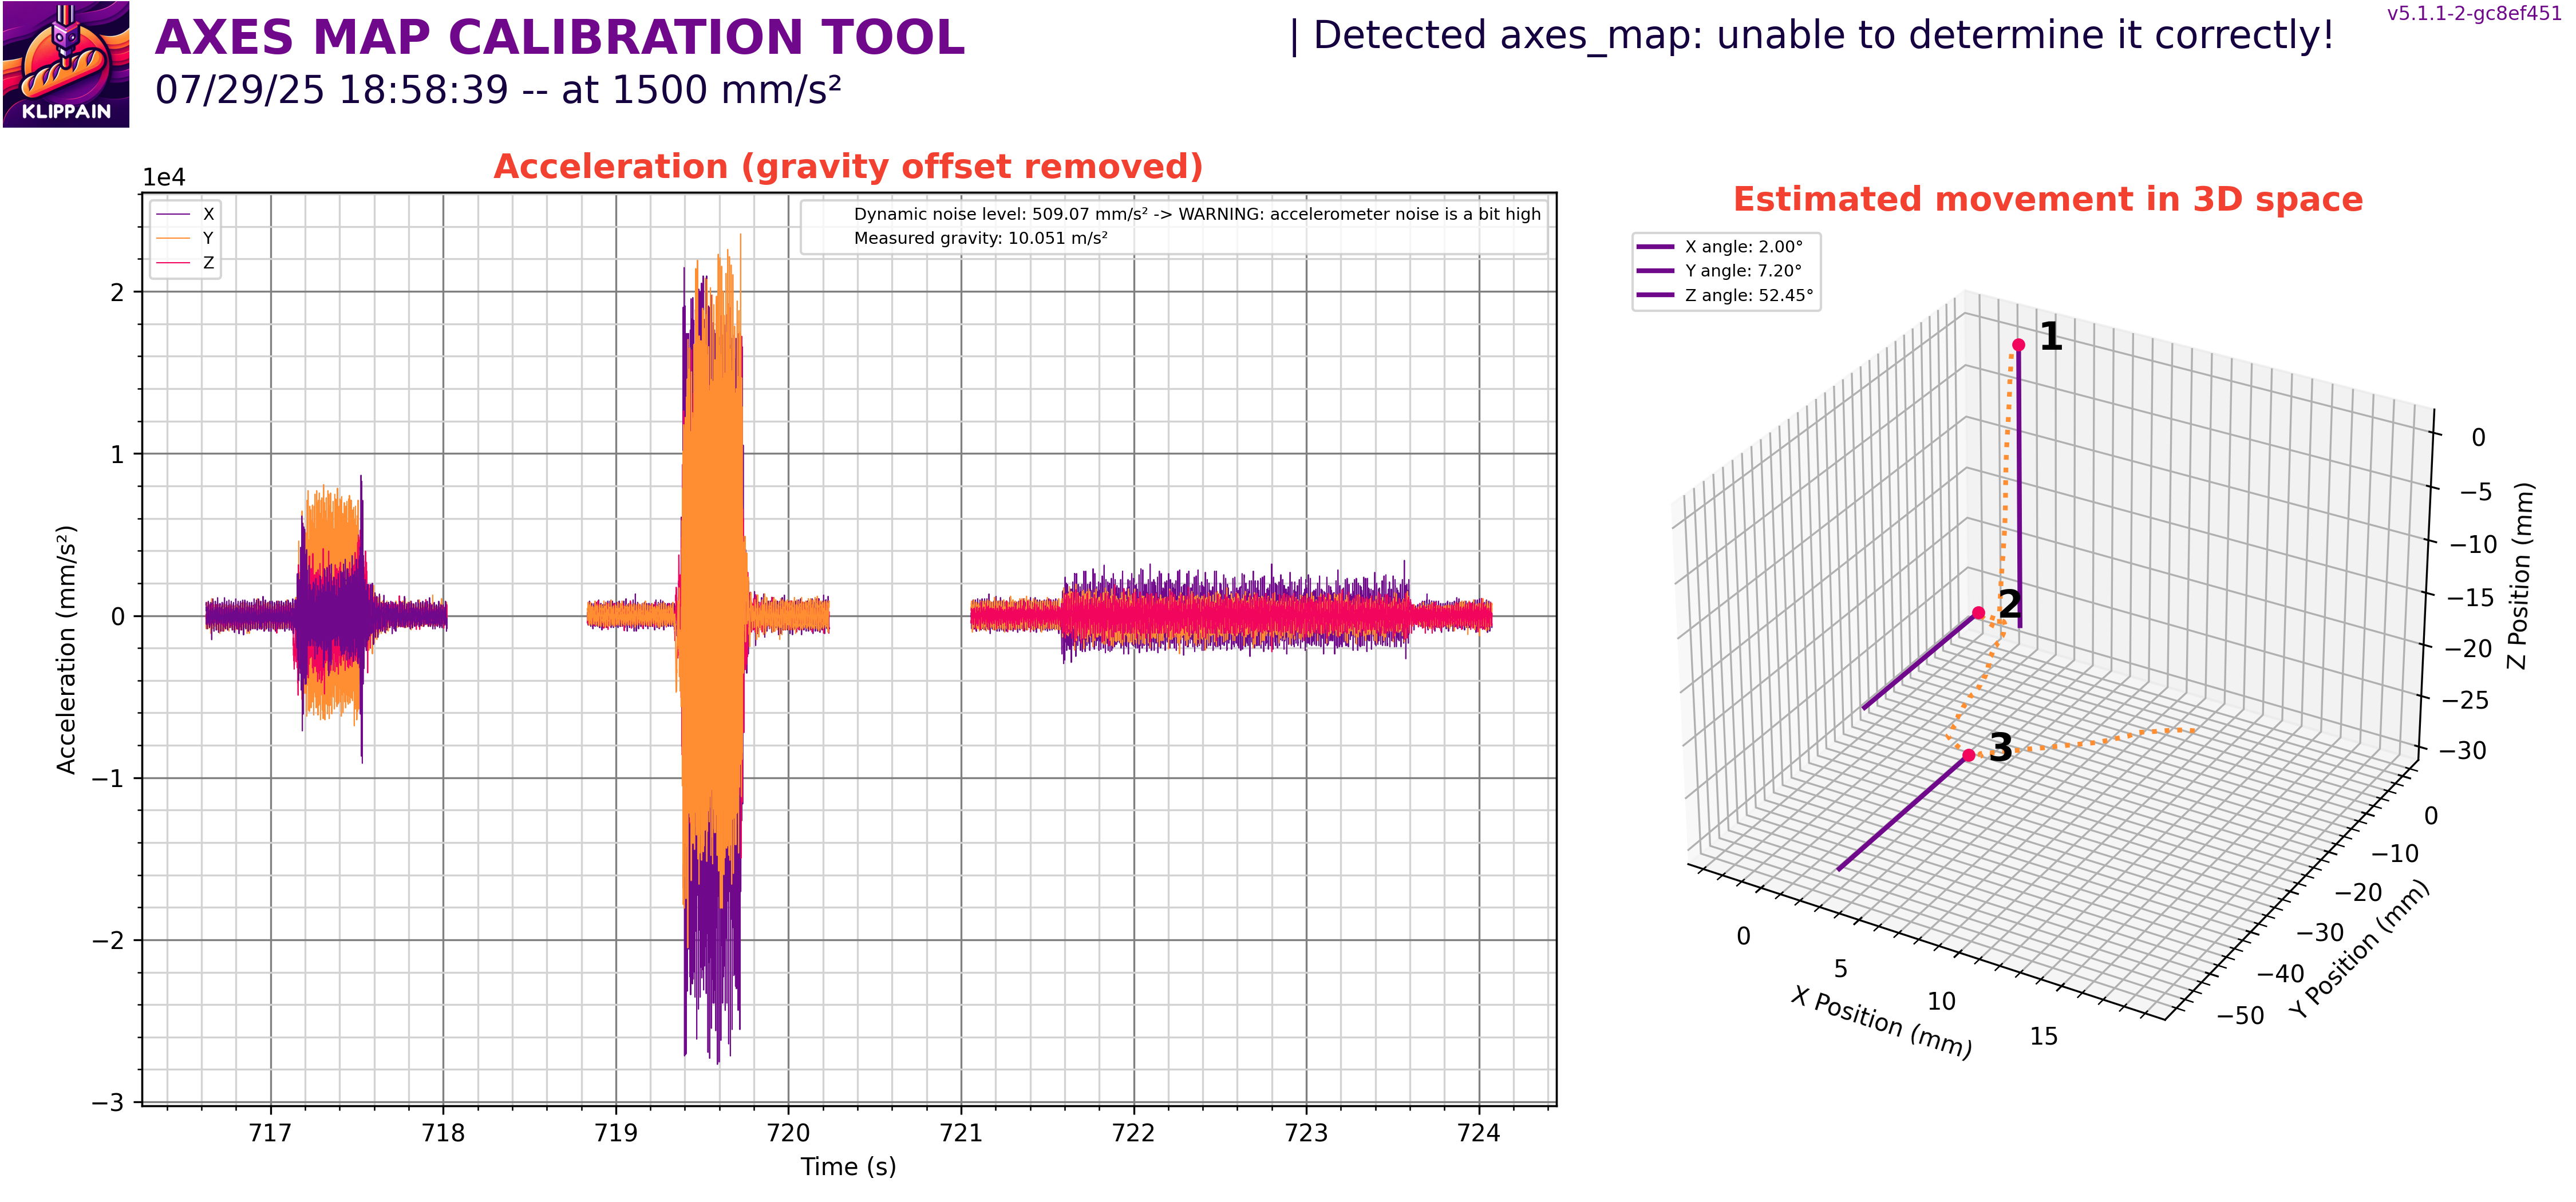 KLIPPAIN
AXES MAP CALIBRATION TOOL
07/29/25 18:58:39 -- at 1500 mm/s²
| Detected axes_map: unable to determine it correctly!
v5.1.1-2-gc8ef451
Acceleration (gravity offset removed)
1e4
X
Y
Z
Dynamic noise level: 509.07 mm/s² -> WARNING: accelerometer noise is a bit high
Measured gravity: 10.051 m/s²
Acceleration (mm/s²)
2
1
0
−1
−2
−3
717
718
719
720
721
722
723
724
Time (s)
Estimated movement in 3D space
X angle: 2.00°
Y angle: 7.20°
Z angle: 52.45°
1
2
3
0
−5
−10
−15
−20
−25
−30
Z Position (mm)
0
−10
−20
−30
−40
−50
Y Position (mm)
0
5
10
15
X Position (mm)